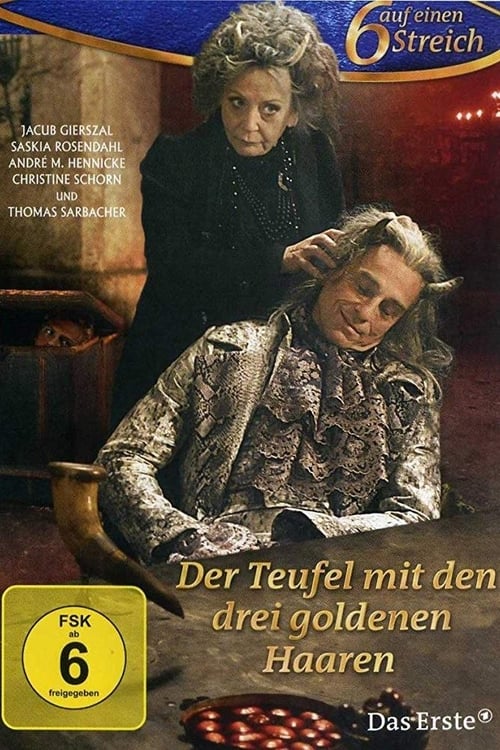 6 auf einen
Streich
JACUB GIERSZAL
SASKIA ROSENDAHL
ANDRÉ M. HENNICKE
CHRISTINE SCHORN
UND
THOMAS SARBACHER
Der Teufel mit den
drei goldenen
Haaren
FSK
ab
6
freigegeben
Das Erste